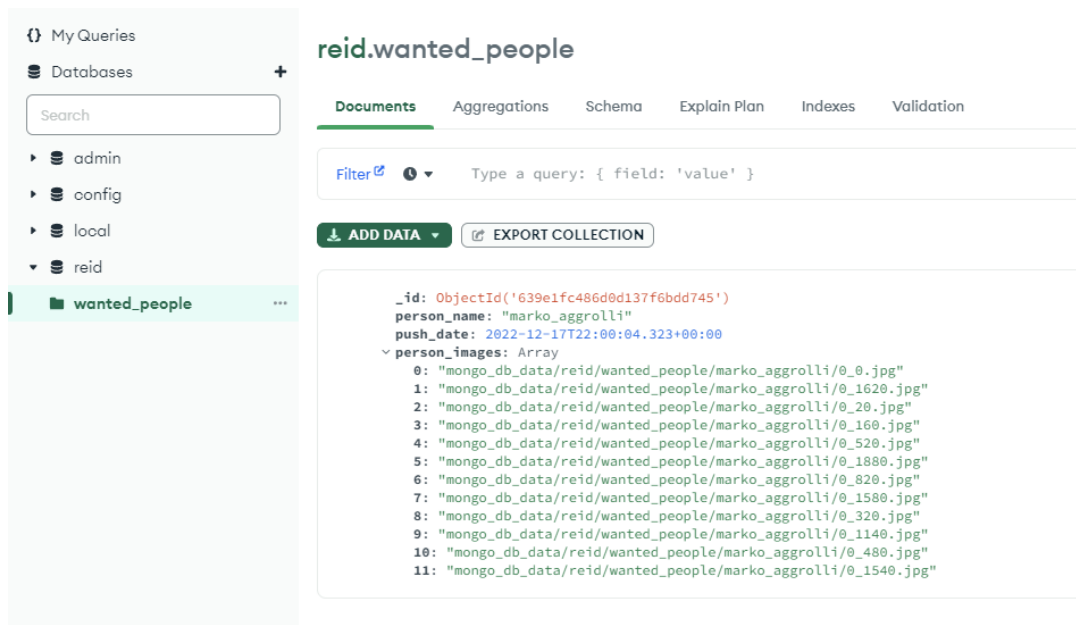 {} My Queries
Databases +
Search
admin
config
local
reid
wanted_people ...
reid.wanted_people
Documents Aggregations Schema Explain Plan Indexes Validation
Filter Type a query: { field: 'value' }
ADD DATA EXPORT COLLECTION
_id: ObjectId('639e1fc486d0d137f6bdd745')
person_name: "marko_aggrolli"
push_date: 2022-12-17T22:00:04.323+00:00
person_images: Array
0: "mongo_db_data/reid/wanted_people/marko_aggrolli/0_0.jpg"
1: "mongo_db_data/reid/wanted_people/marko_aggrolli/0_1620.jpg"
2: "mongo_db_data/reid/wanted_people/marko_aggrolli/0_20.jpg"
3: "mongo_db_data/reid/wanted_people/marko_aggrolli/0_160.jpg"
4: "mongo_db_data/reid/wanted_people/marko_aggrolli/0_520.jpg"
5: "mongo_db_data/reid/wanted_people/marko_aggrolli/0_1880.jpg"
6: "mongo_db_data/reid/wanted_people/marko_aggrolli/0_820.jpg"
7: "mongo_db_data/reid/wanted_people/marko_aggrolli/0_1580.jpg"
8: "mongo_db_data/reid/wanted_people/marko_aggrolli/0_320.jpg"
9: "mongo_db_data/reid/wanted_people/marko_aggrolli/0_1140.jpg"
10: "mongo_db_data/reid/wanted_people/marko_aggrolli/0_480.jpg"
11: "mongo_db_data/reid/wanted_people/marko_aggrolli/0_1540.jpg"